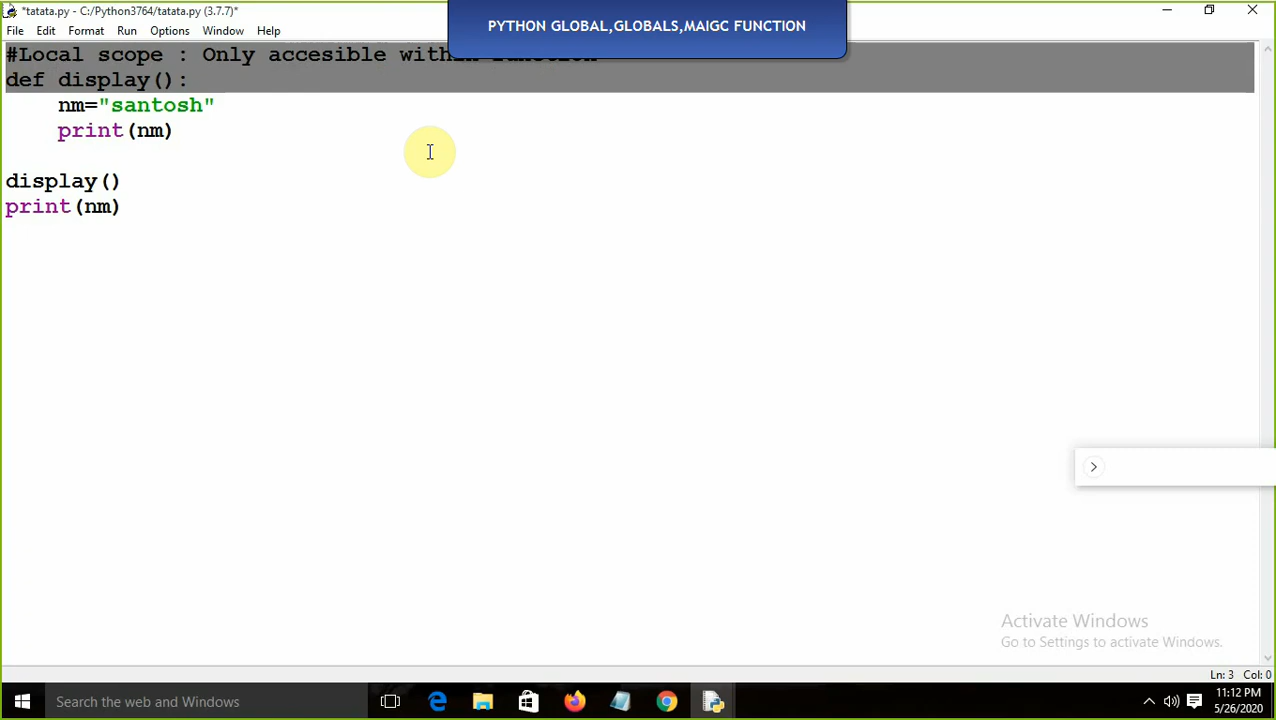 *tatata.py - C:/Python3764/tatata.py (3.7.7)*
PYTHON GLOBAL,GLOBALS,MAIGC FUNCTION
File Edit Format Run Options Window Help
#Local scope : Only accesible within function
def display():
nm="santosh"
print(nm)
display()
print(nm)
Activate Windows
Go to Settings to activate Windows.
Ln: 3 Col: 0
Search the web and Windows
11:12 PM
5/26/2020